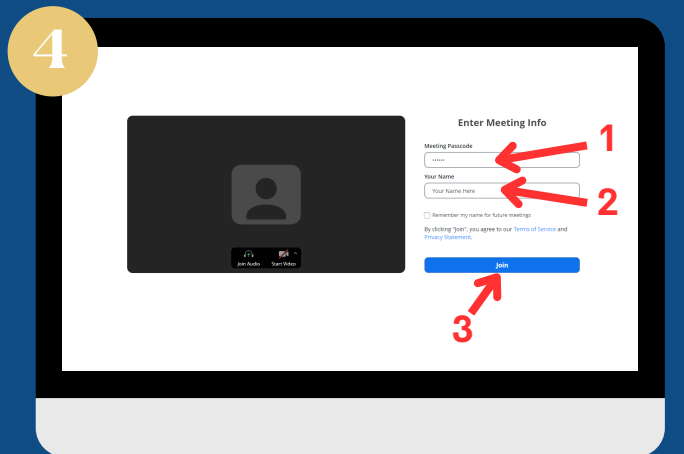 4
Enter Meeting Info
Meeting Passcode
••••••
1
Your Name
Your Name Here
2
Remember my name for future meetings
By clicking "Join", you agree to our Terms of Service and
Privacy Statement.
Join Audio
Start Video
Join
3